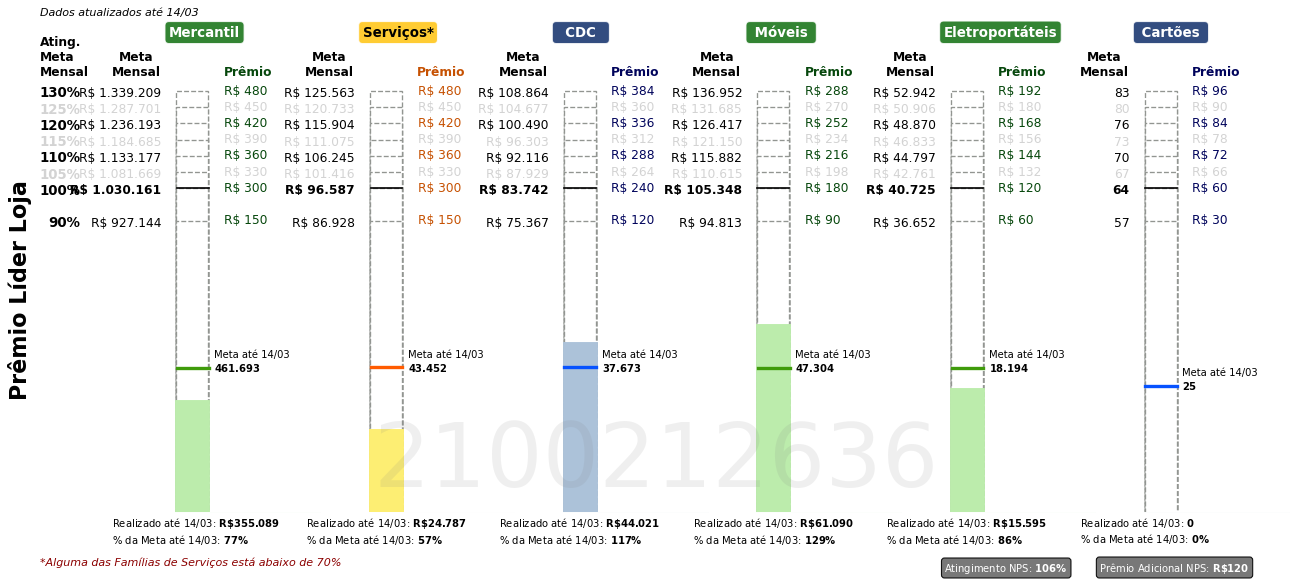 Dados atualizados até 14/03
Mercantil Serviços* CDC Móveis Eletroportáteis Cartões
Ating.
Meta Meta Meta Meta Meta Meta Meta
Mensal Mensal Prêmio Mensal Prêmio Mensal Prêmio Mensal Prêmio Mensal Prêmio Mensal Prêmio
130% R$ 1.339.209 R$ 480 R$ 125.563 R$ 480 R$ 108.864 R$ 384 R$ 136.952 R$ 288 R$ 52.942 R$ 192 83 R$ 96
125% R$ 1.287.701 R$ 450 R$ 120.733 R$ 450 R$ 104.677 R$ 360 R$ 131.685 R$ 270 R$ 50.906 R$ 180 80 R$ 90
120% R$ 1.236.193 R$ 420 R$ 115.904 R$ 420 R$ 100.490 R$ 336 R$ 126.417 R$ 252 R$ 48.870 R$ 168 76 R$ 84
115% R$ 1.184.685 R$ 390 R$ 111.075 R$ 390 R$ 96.303 R$ 312 R$ 121.150 R$ 234 R$ 46.833 R$ 156 73 R$ 78
110% R$ 1.133.177 R$ 360 R$ 106.245 R$ 360 R$ 92.116 R$ 288 R$ 115.882 R$ 216 R$ 44.797 R$ 144 70 R$ 72
105% R$ 1.081.669 R$ 330 R$ 101.416 R$ 330 R$ 87.929 R$ 264 R$ 110.615 R$ 198 R$ 42.761 R$ 132 67 R$ 66
100% R$ 1.030.161 R$ 300 R$ 96.587 R$ 300 R$ 83.742 R$ 240 R$ 105.348 R$ 180 R$ 40.725 R$ 120 64 R$ 60
90% R$ 927.144 R$ 150 R$ 86.928 R$ 150 R$ 75.367 R$ 120 R$ 94.813 R$ 90 R$ 36.652 R$ 60 57 R$ 30
Prêmio Líder Loja
Meta até 14/03 Meta até 14/03 Meta até 14/03 Meta até 14/03 Meta até 14/03
461.693 43.452 37.673 47.304 18.194
Meta até 14/03
25
2100212636
Realizado até 14/03: R$355.089 Realizado até 14/03: R$24.787 Realizado até 14/03: R$44.021 Realizado até 14/03: R$61.090 Realizado até 14/03: R$15.595 Realizado até 14/03: 0
% da Meta até 14/03: 77% % da Meta até 14/03: 57% % da Meta até 14/03: 117% % da Meta até 14/03: 129% % da Meta até 14/03: 86% % da Meta até 14/03: 0%
*Alguma das Famílias de Serviços está abaixo de 70% Atingimento NPS: 106% Prêmio Adicional NPS: R$120